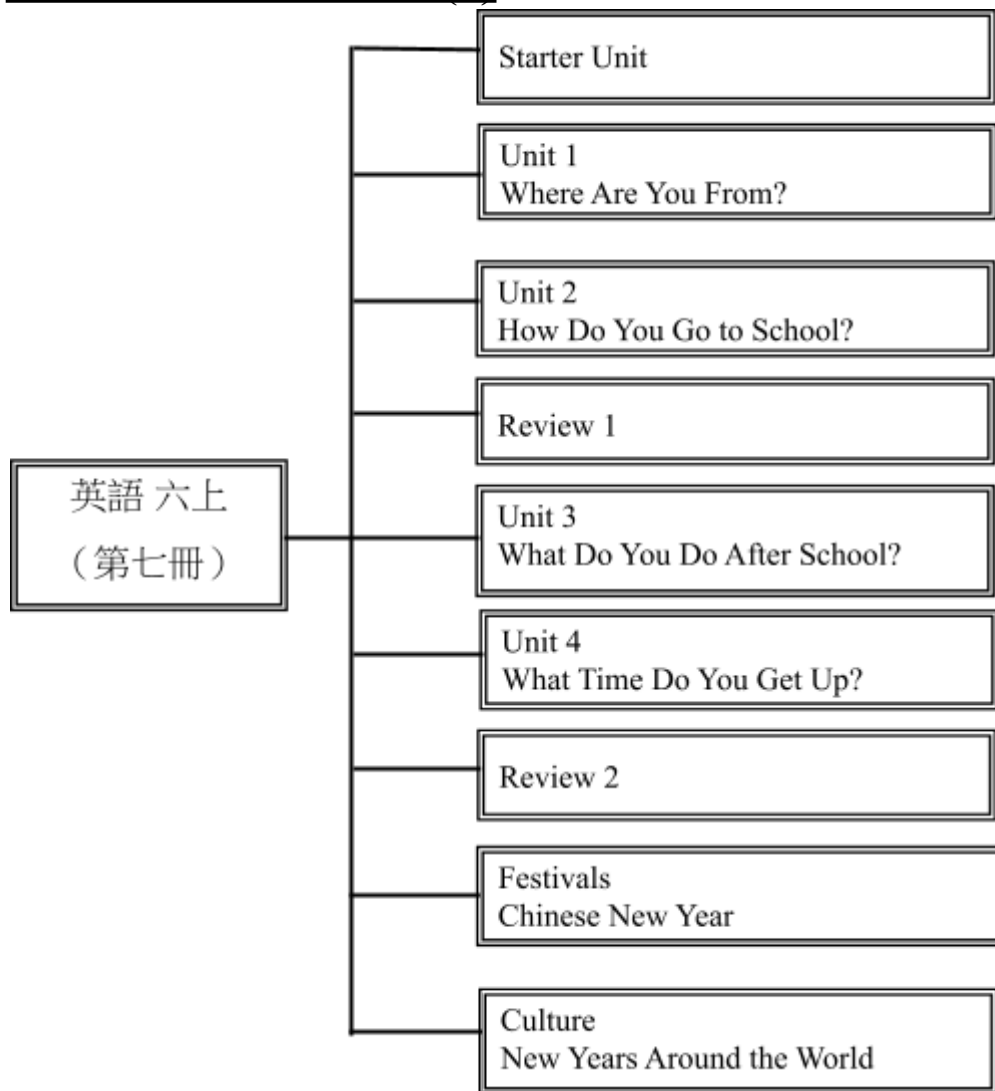 Starter Unit
Unit 1
Where Are You From?
Unit 2
How Do You Go to School?
Review 1
英語 六上
（第七冊）
Unit 3
What Do You Do After School?
Unit 4
What Time Do You Get Up?
Review 2
Festivals
Chinese New Year
Culture
New Years Around the World